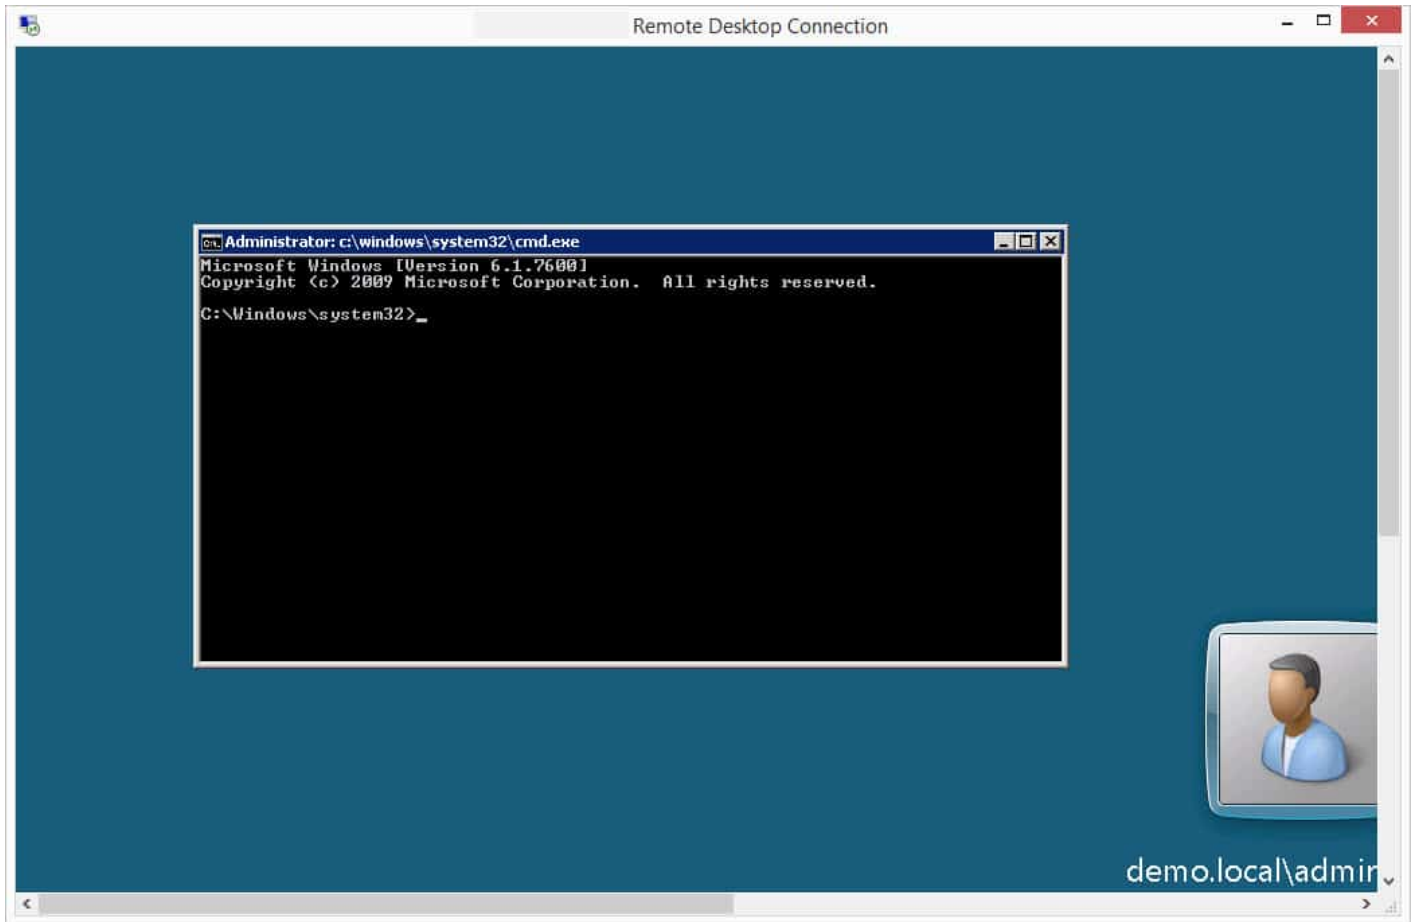 Remote Desktop Connection
Administrator: c:\windows\system32\cmd.exe
Microsoft Windows [Version 6.1.7600]
Copyright (c) 2009 Microsoft Corporation.  All rights reserved.
C:\Windows\system32>_
demo.local\admin